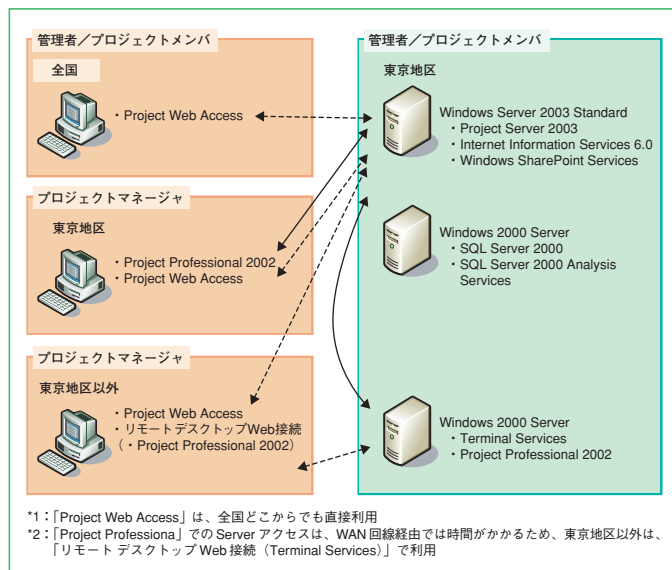 管理者／プロジェクトメンバ
全国
・Project Web Access
プロジェクトマネージャ
東京地区
・Project Professional 2002
・Project Web Access
プロジェクトマネージャ
東京地区以外
・Project Web Access
・リモートデスクトップWeb接続
（・Project Professional 2002）
管理者／プロジェクトメンバ
東京地区
Windows Server 2003 Standard
・Project Server 2003
・Internet Information Services 6.0
・Windows SharePoint Services
Windows 2000 Server
・SQL Server 2000
・SQL Server 2000 Analysis
Services
Windows 2000 Server
・Terminal Services
・Project Professional 2002
*1：「Project Web Access」は、全国どこからでも直接利用
*2：「Project Professiona」での Server アクセスは、WAN 回線経由では時間がかかるため、東京地区以外は、
「リモート デスクトップ Web 接続（Terminal Services）」で利用